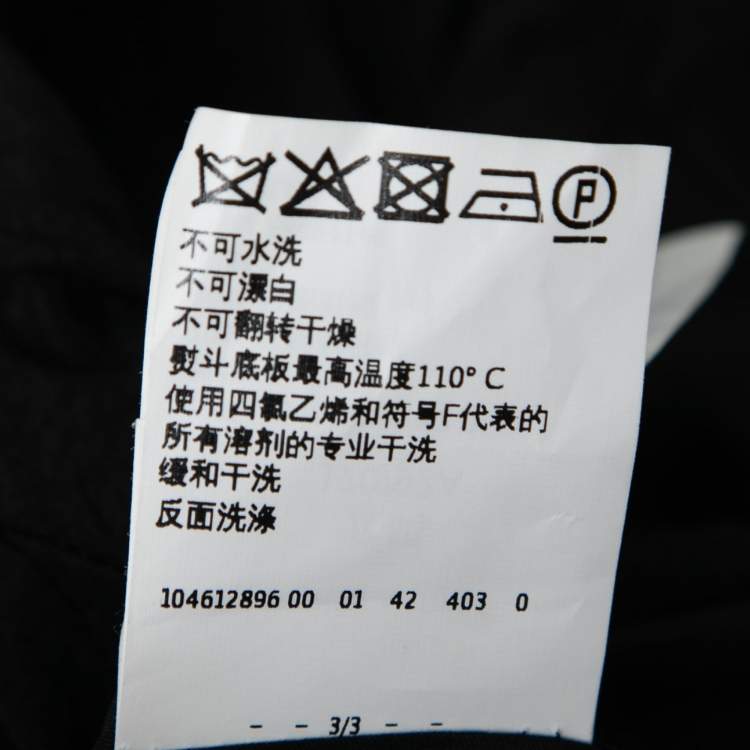 P
不可水洗
不可漂白
不可翻转干燥
熨斗底板最高温度110° C
使用四氯乙烯和符号F代表的
所有溶剂的专业干洗
缓和干洗
反面洗涤
104612896 00 01 42 403 0
- - 3/3 - -